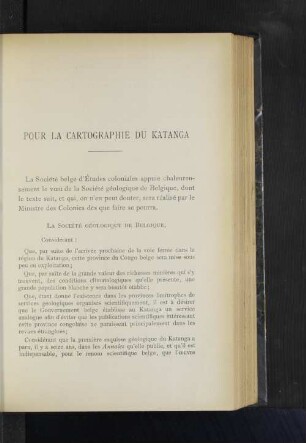 POUR LA CARTOGRAPHIE DU KATANGA
La Société belge d'Études coloniales appuie chaleureu-
sement le vœu de la Société géologique de Belgique, dont
le texte suit, et qui, on n'en peut douter, sera réalisé par le
Ministre des Colonies dès que faire se pourra.
LA SOCIÉTÉ GÉOLOGIQUE DE BELGIQUE,
Considérant :
Que, par suite de l'arrivée prochaine de la voie ferrée dans la
région du Katanga, cette province du Congo belge sera mise sous
peu en exploitation;
Que, par suite de la grande valeur des richesses minières qui s'y
trouvent, des conditions climatologiques qu'elle présente, une
grande population blanche y sera bientôt établie;
Que, étant donné l'existence dans les provinces limitrophes de
services géologiques organisés scientifiquement, il est à désirer
que le Gouvernement belge établisse au Katanga un service
analogue afin d'éviter que les publications scientifiques intéressant
cette province congolaise ne paraissent principalement dans les
revues étrangères;
Considérant que la première esquisse géologique du Katanga a
paru, il y a seize ans, dans les Annales qu'elle publie, et qu'il est
indispensable, pour le renom scientifique belge, que l'œuvre